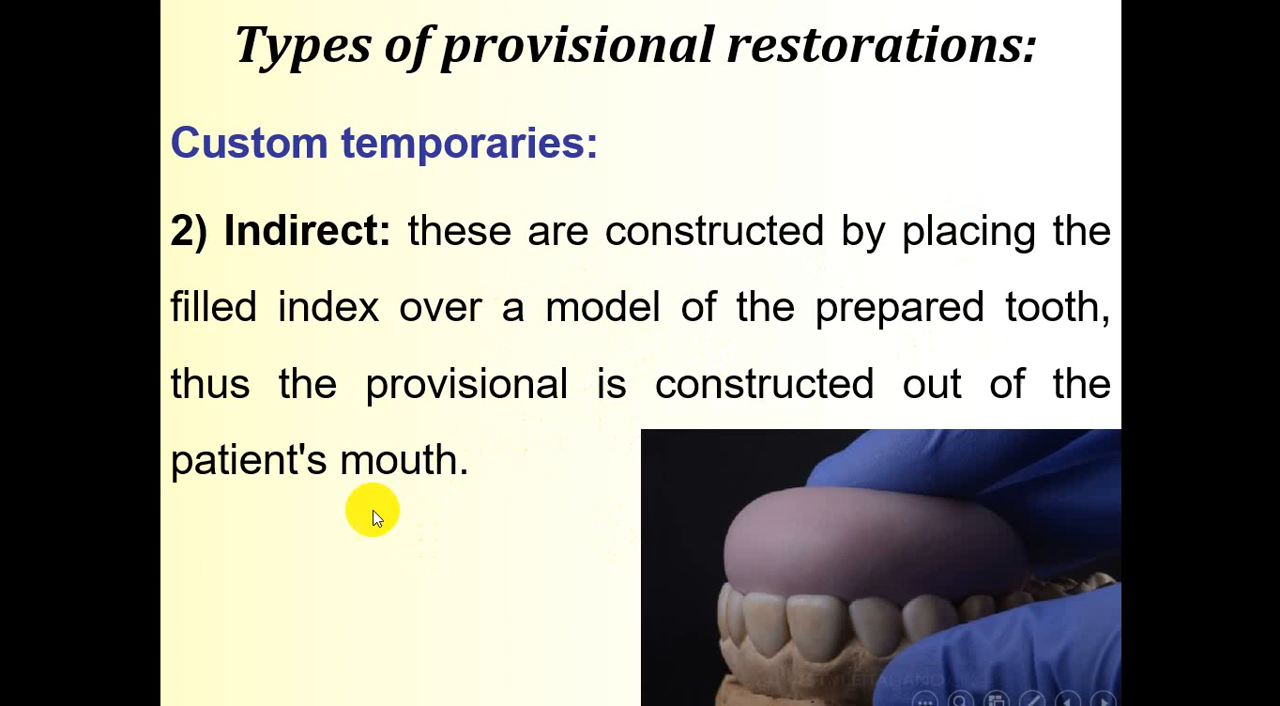 Types of provisional restorations:
Custom temporaries:
2) Indirect: these are constructed by placing the
filled index over a model of the prepared tooth,
thus the provisional is constructed out of the
patient's mouth.